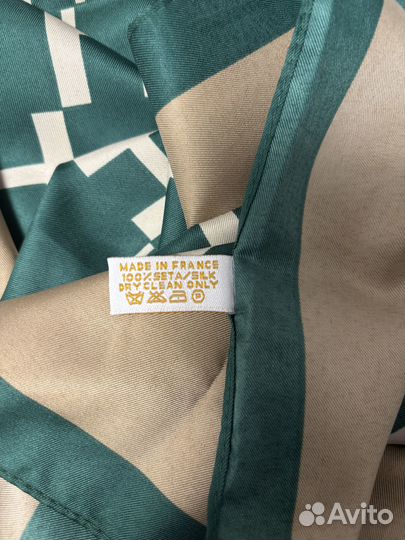 MADE IN FRANCE
100% SETA/SILK
DRY CLEAN ONLY
Avito